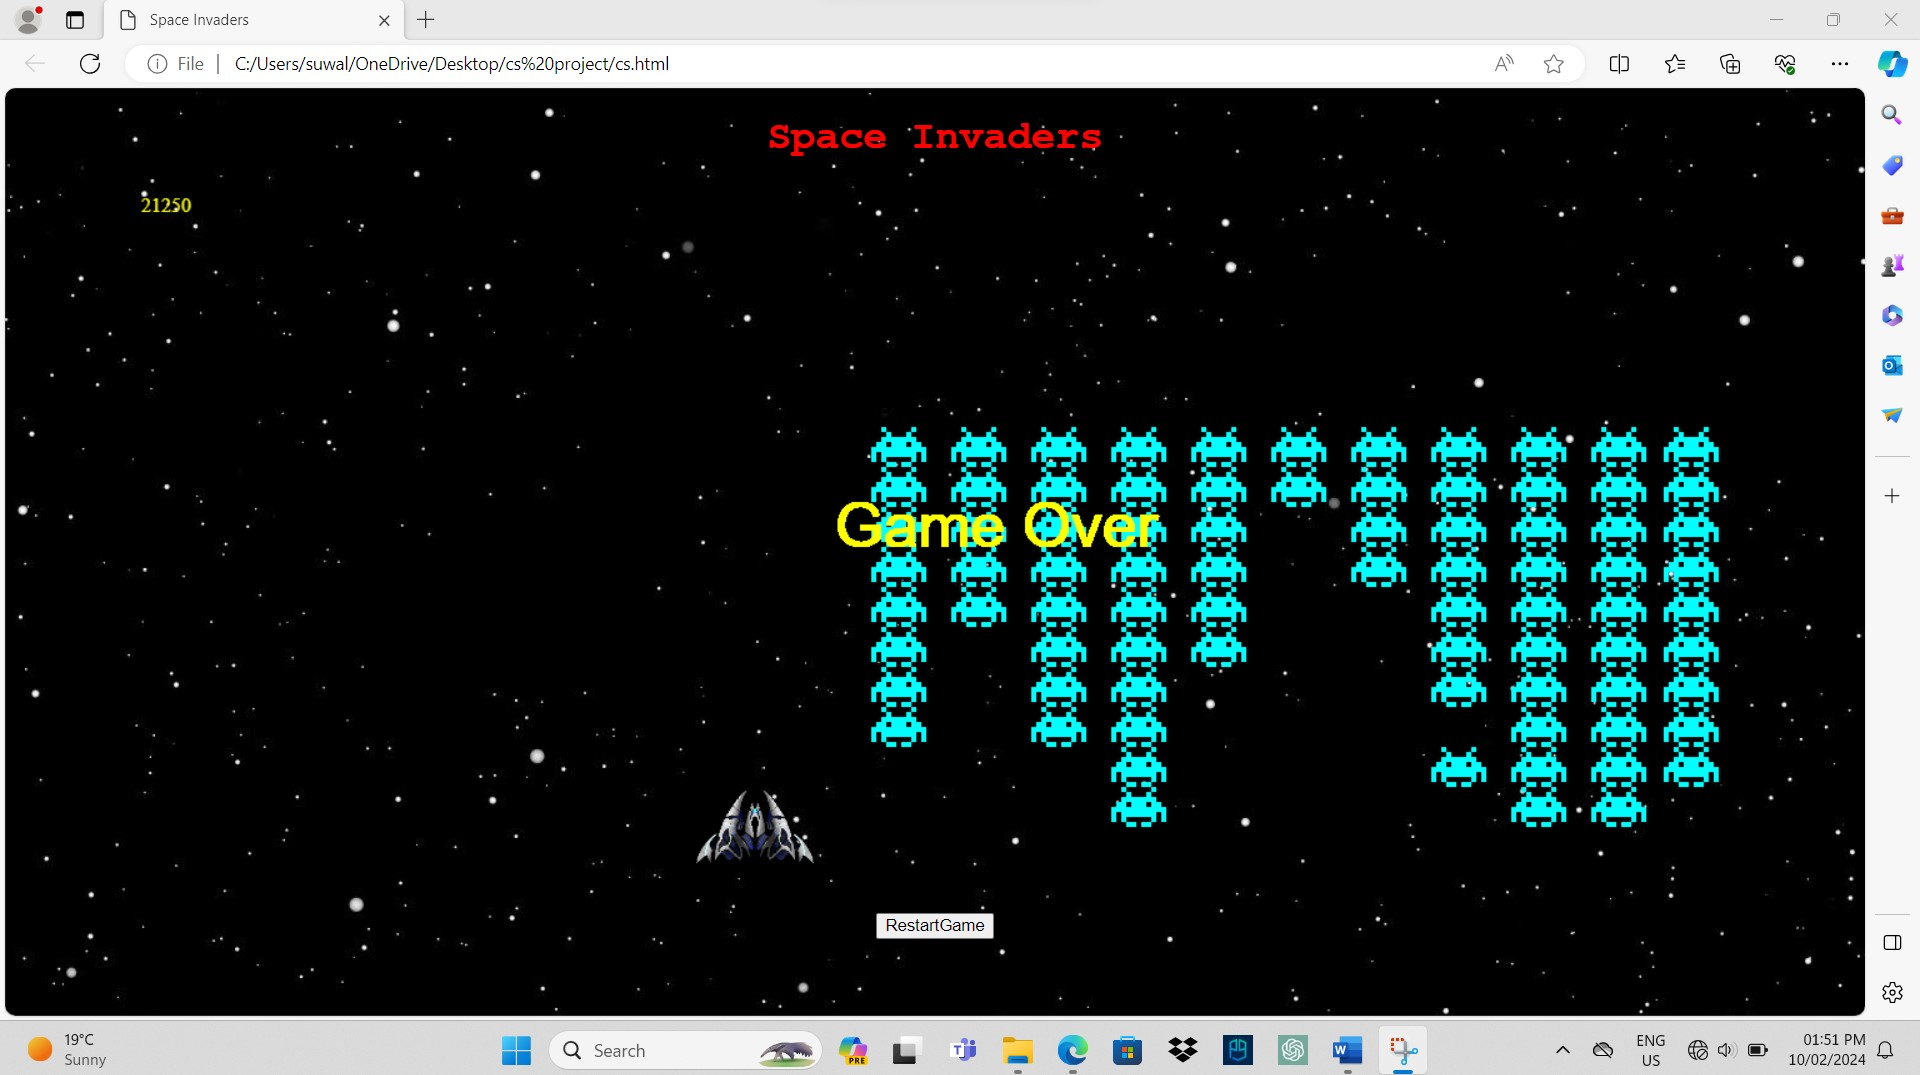 Space Invaders
File
C:/Users/suwal/OneDrive/Desktop/cs%20project/cs.html
Space Invaders
21250
Game Over
RestartGame
19°C
Sunny
Search
PRE
ENG
US
01:51 PM
10/02/2024